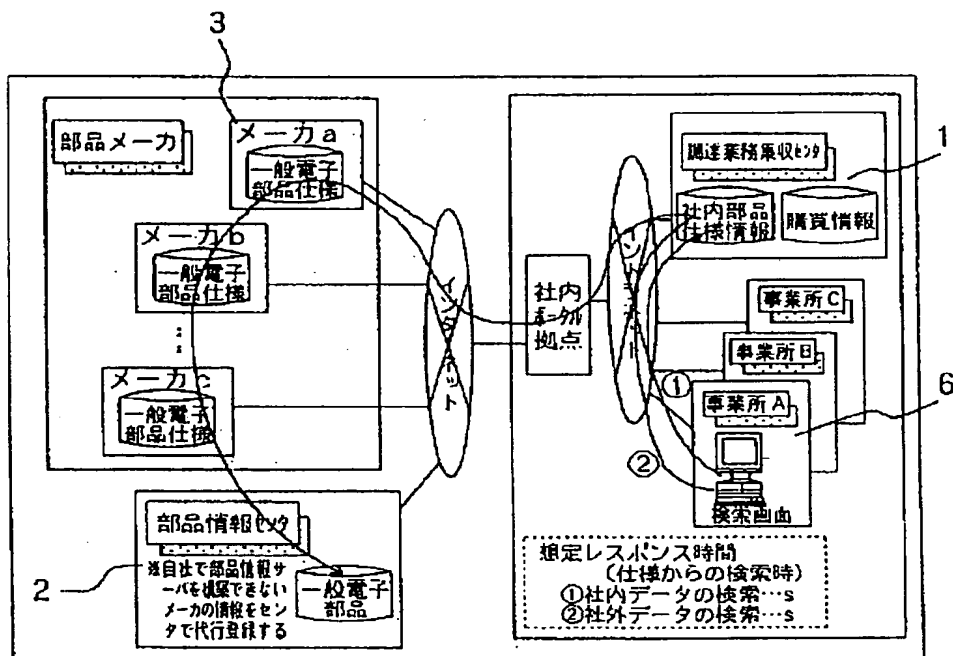 3
部品メーカ
メーカa
一般電子
部品仕様
メーカb
一般電子
部品仕様
メーカc
一般電子
部品仕様
インタネット
部品情報センタ
2
※自社で部品情報サ
ーバを構築できない
メーカの情報をセン
タで代行登録する
一般電子
部品
社内
ポータル
拠点
イントラネット
調達業務集収センタ
1
社内部品
仕様情報
購買情報
事業所C
事業所B
事業所A
6
①
②
検索画面
想定レスポンス時間
(仕様からの検索時)
①社内データの検索…s
②社外データの検索…s